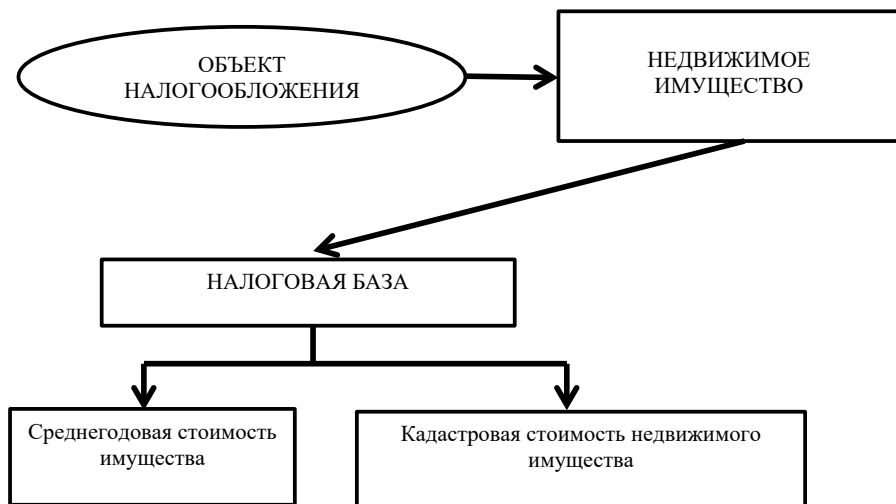 ОБЪЕКТ
НАЛОГООБЛОЖЕНИЯ
НЕДВИЖИМОЕ
ИМУЩЕСТВО
НАЛОГОВАЯ БАЗА
Среднегодовая стоимость
имущества
Кадастровая стоимость недвижимого
имущества